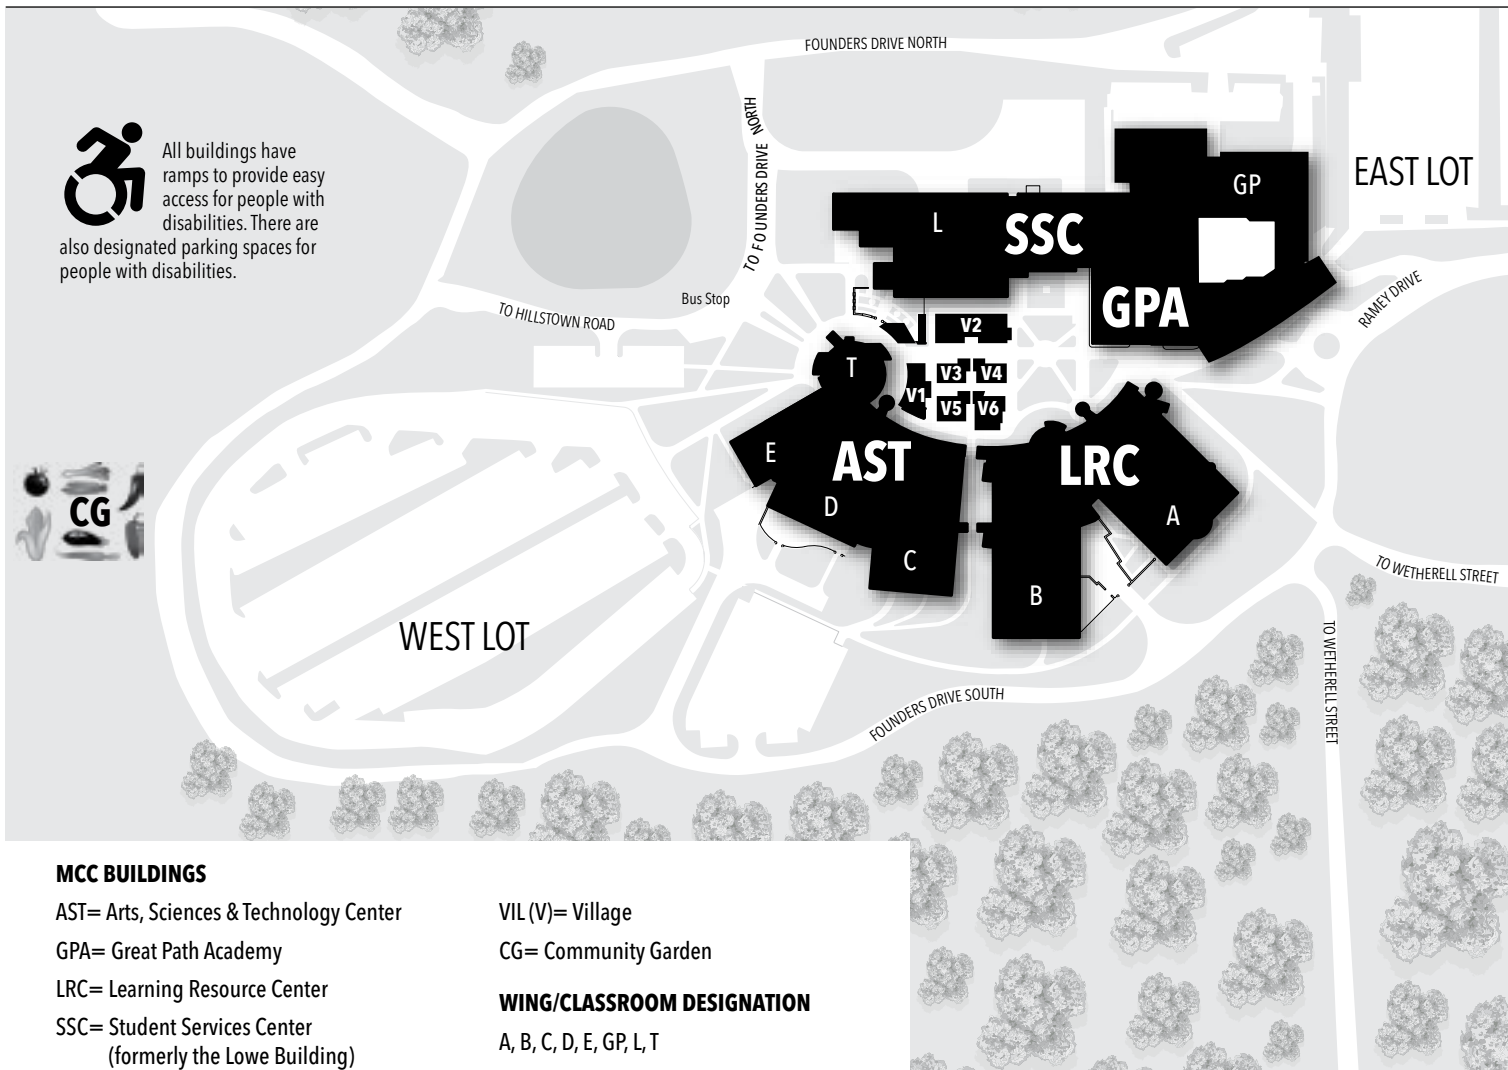 FOUNDERS DRIVE NORTH
TO FOUNDERS DRIVE NORTH
All buildings have
ramps to provide easy
access for people with
disabilities. There are
also designated parking spaces for
people with disabilities.
EAST LOT
GP
L
SSC
GPA
RAMEY DRIVE
Bus Stop
TO HILLSTOWN ROAD
V2
T
V3
V4
V1
V5
V6
E
AST
LRC
D
A
C
B
CG
WEST LOT
TO WETHERELL STREET
TO WETHERELL STREET
FOUNDERS DRIVE SOUTH
MCC BUILDINGS
AST= Arts, Sciences & Technology Center
GPA= Great Path Academy
LRC= Learning Resource Center
SSC= Student Services Center
(formerly the Lowe Building)
VIL (V)= Village
CG= Community Garden
WING/CLASSROOM DESIGNATION
A, B, C, D, E, GP, L, T